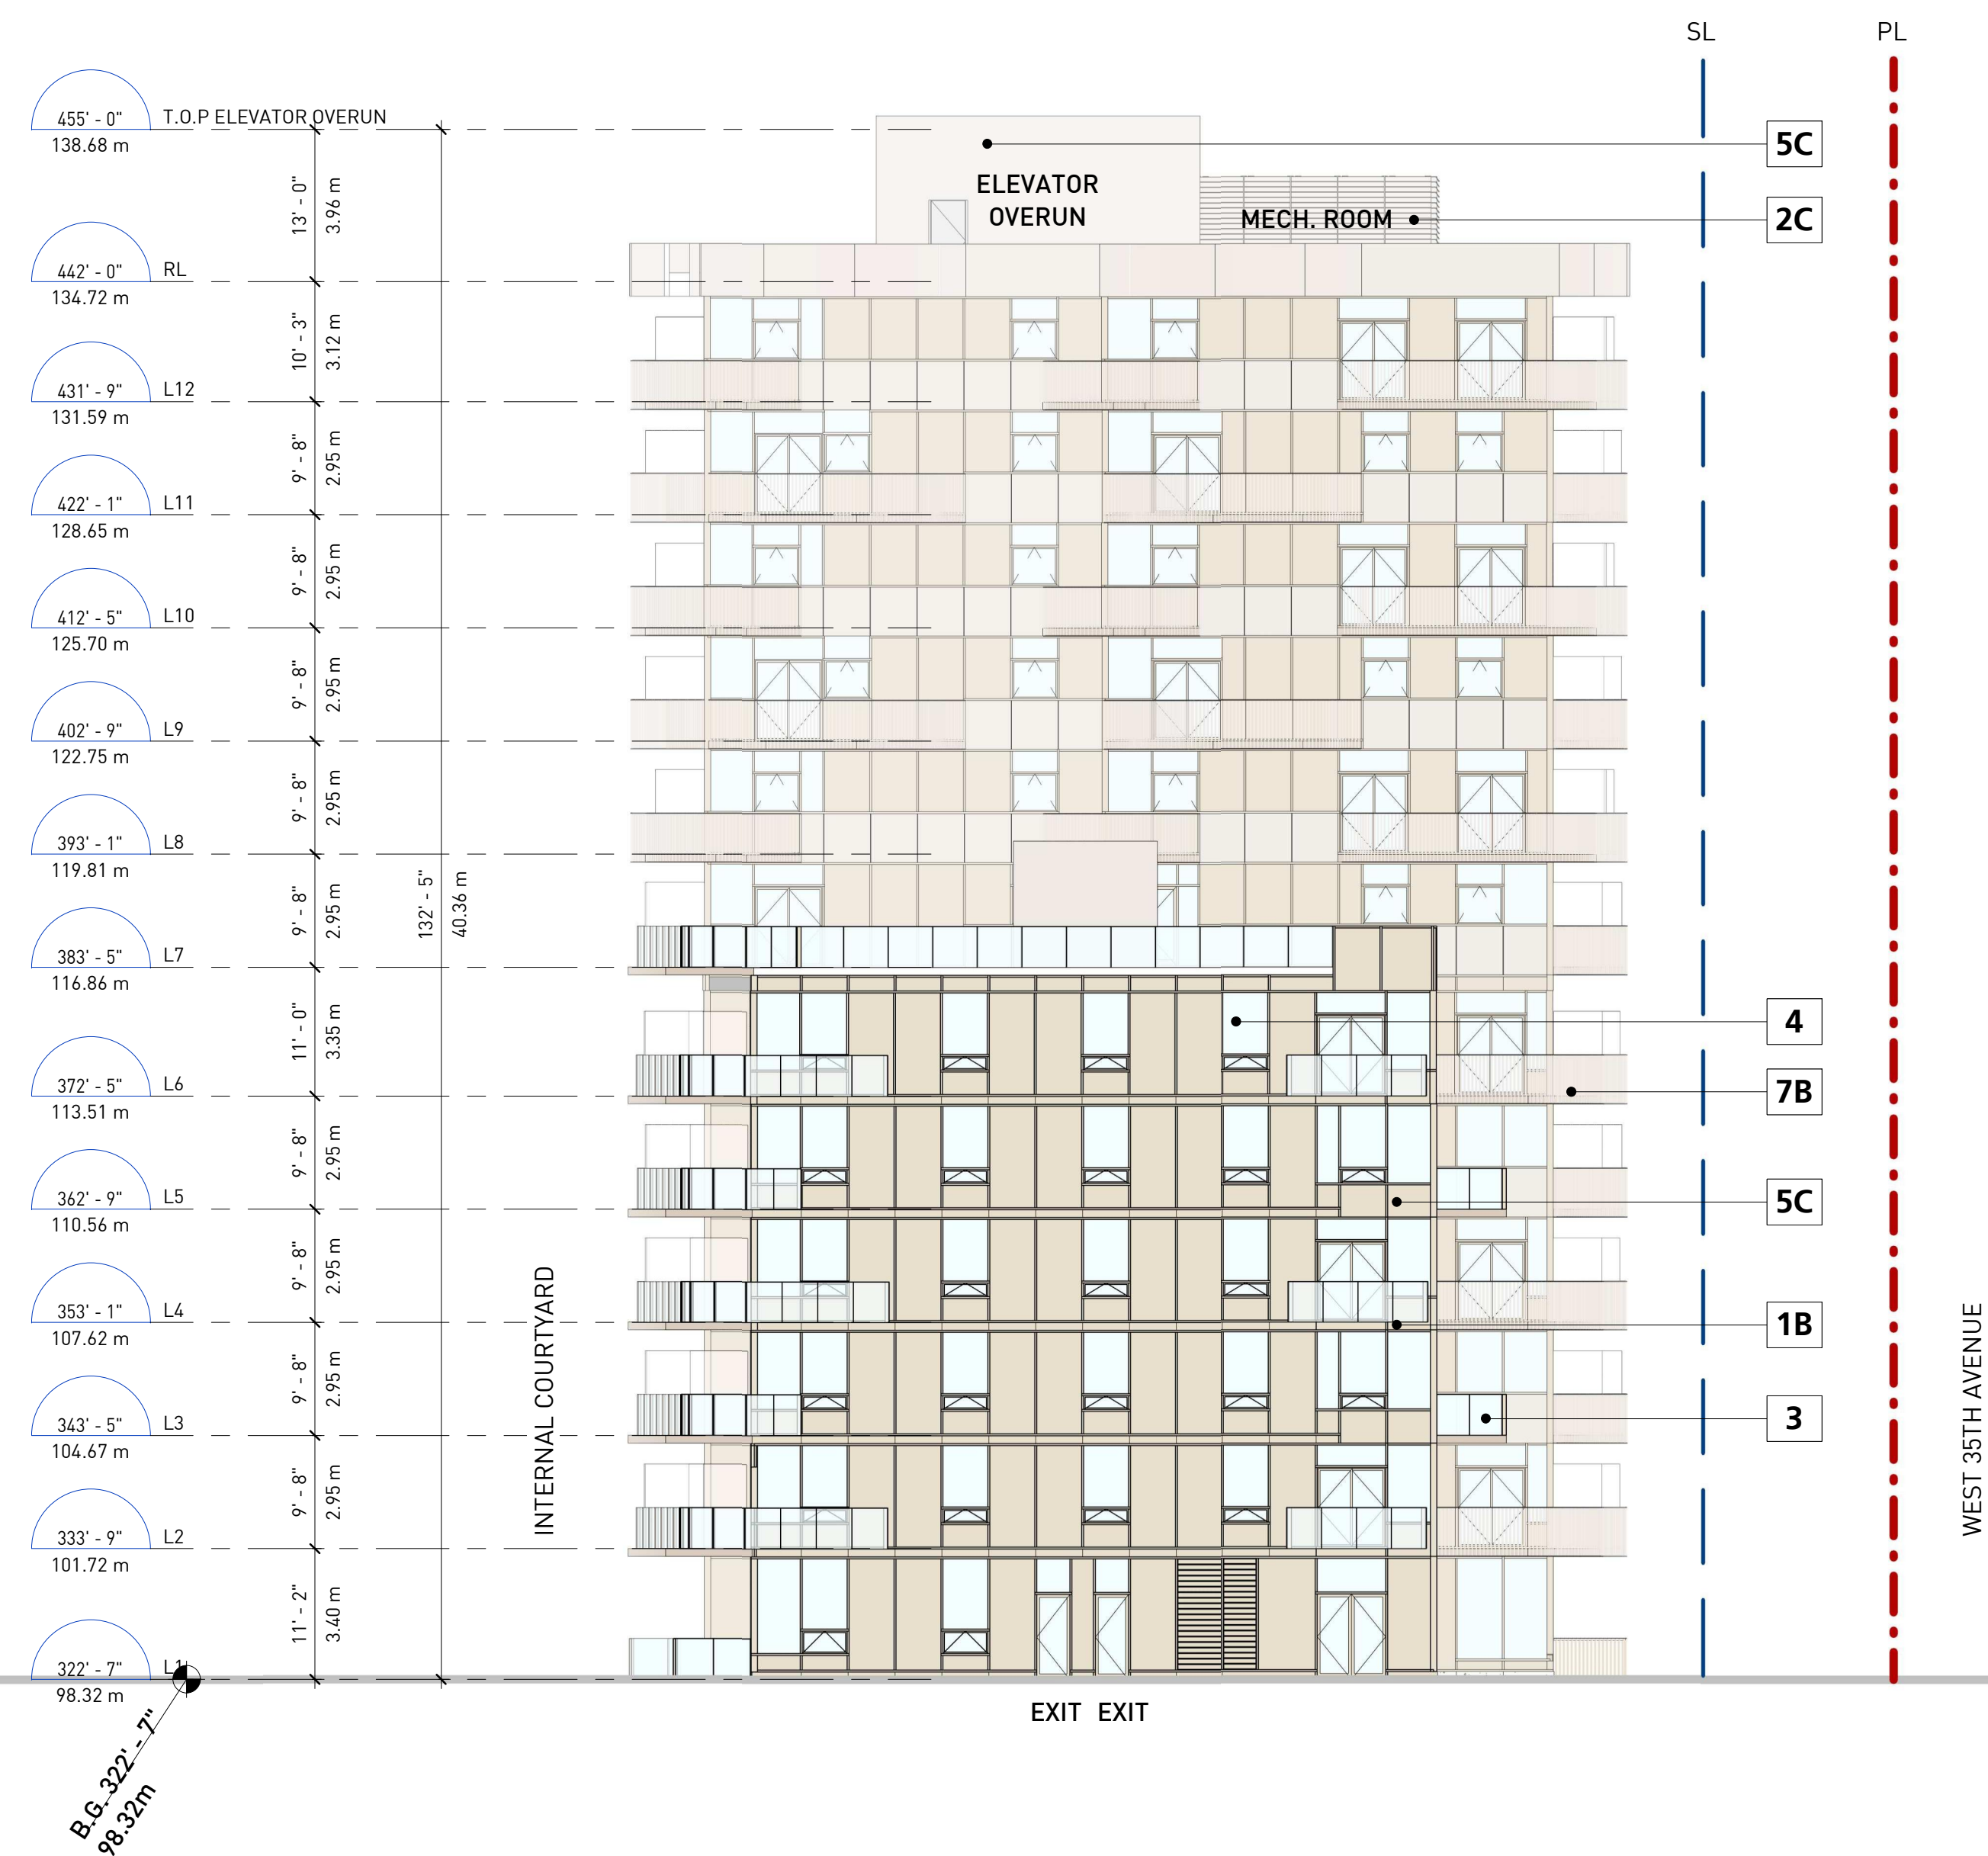 SL
PL
455' - 0"
T.O.P ELEVATOR OVERUN
138.68 m
13' - 0"
3.96 m
ELEVATOR
OVERUN
MECH. ROOM
5C
2C
442' - 0"
RL
134.72 m
10' - 3"
3.12 m
431' - 9"
L12
131.59 m
9' - 8"
2.95 m
422' - 1"
L11
128.65 m
9' - 8"
2.95 m
412' - 5"
L10
125.70 m
9' - 8"
2.95 m
402' - 9"
L9
122.75 m
9' - 8"
2.95 m
393' - 1"
L8
119.81 m
9' - 8"
2.95 m
132' - 5"
40.36 m
383' - 5"
L7
116.86 m
11' - 0"
3.35 m
4
372' - 5"
L6
113.51 m
7B
9' - 8"
2.95 m
362' - 9"
L5
110.56 m
5C
9' - 8"
2.95 m
353' - 1"
L4
107.62 m
1B
9' - 8"
2.95 m
343' - 5"
L3
104.67 m
3
9' - 8"
2.95 m
INTERNAL COURTYARD
WEST 35TH AVENUE
333' - 9"
L2
101.72 m
11' - 2"
3.40 m
322' - 7"
L1
98.32 m
B.G. 322' - 7"
98.32m
EXIT EXIT